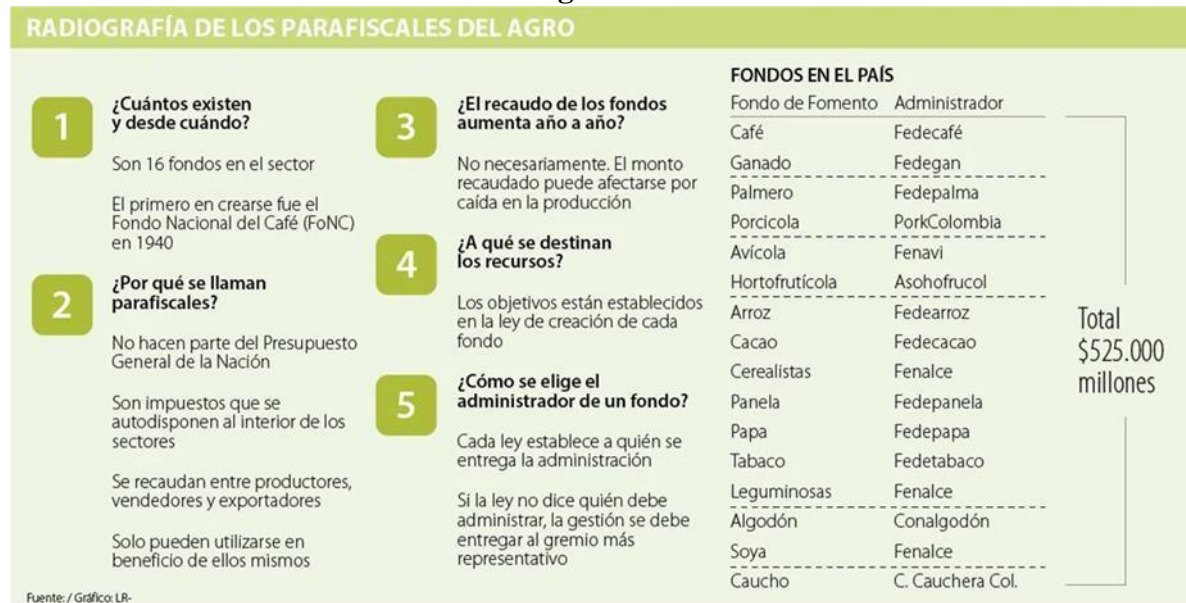 RADIOGRAFÍA DE LOS PARAFISCALES DEL AGRO
1
¿Cuántos existen
y desde cuándo?
Son 16 fondos en el sector
El primero en crearse fue el
Fondo Nacional del Café (FoNC)
en 1940
2
¿Por qué se llaman
parafiscales?
No hacen parte del Presupuesto
General de la Nación
Son impuestos que se
autodisponen al interior de los
sectores
Se recaudan entre productores,
vendedores y exportadores
Solo pueden utilizarse en
beneficio de ellos mismos
3
¿El recaudo de los fondos
aumenta año a año?
No necesariamente. El monto
recaudado puede afectarse por
caída en la producción
4
¿A qué se destinan
los recursos?
Los objetivos están establecidos
en la ley de creación de cada
fondo
5
¿Cómo se elige el
administrador de un fondo?
Cada ley establece a quién se
entrega la administración
Si la ley no dice quién debe
administrar, la gestión se debe
entregar al gremio más
representativo
FONDOS EN EL PAÍS
Fondo de Fomento Administrador
Café Fedecafé
Ganado Fedegan
Palmero Fedepalma
Porcicola PorkColombia
Avícola Fenavi
Hortofrutícola Asohofrucol
Arroz Fedearroz
Cacao Fedecacao
Cerealistas Fenalce
Panela Fedepanela
Papa Fedepapa
Tabaco Fedetabaco
Leguminosas Fenalce
Algodón Conalgodón
Soya Fenalce
Caucho C. Cauchera Col.
Total
$525.000
millones
Fuente: / Gráfico: LR-